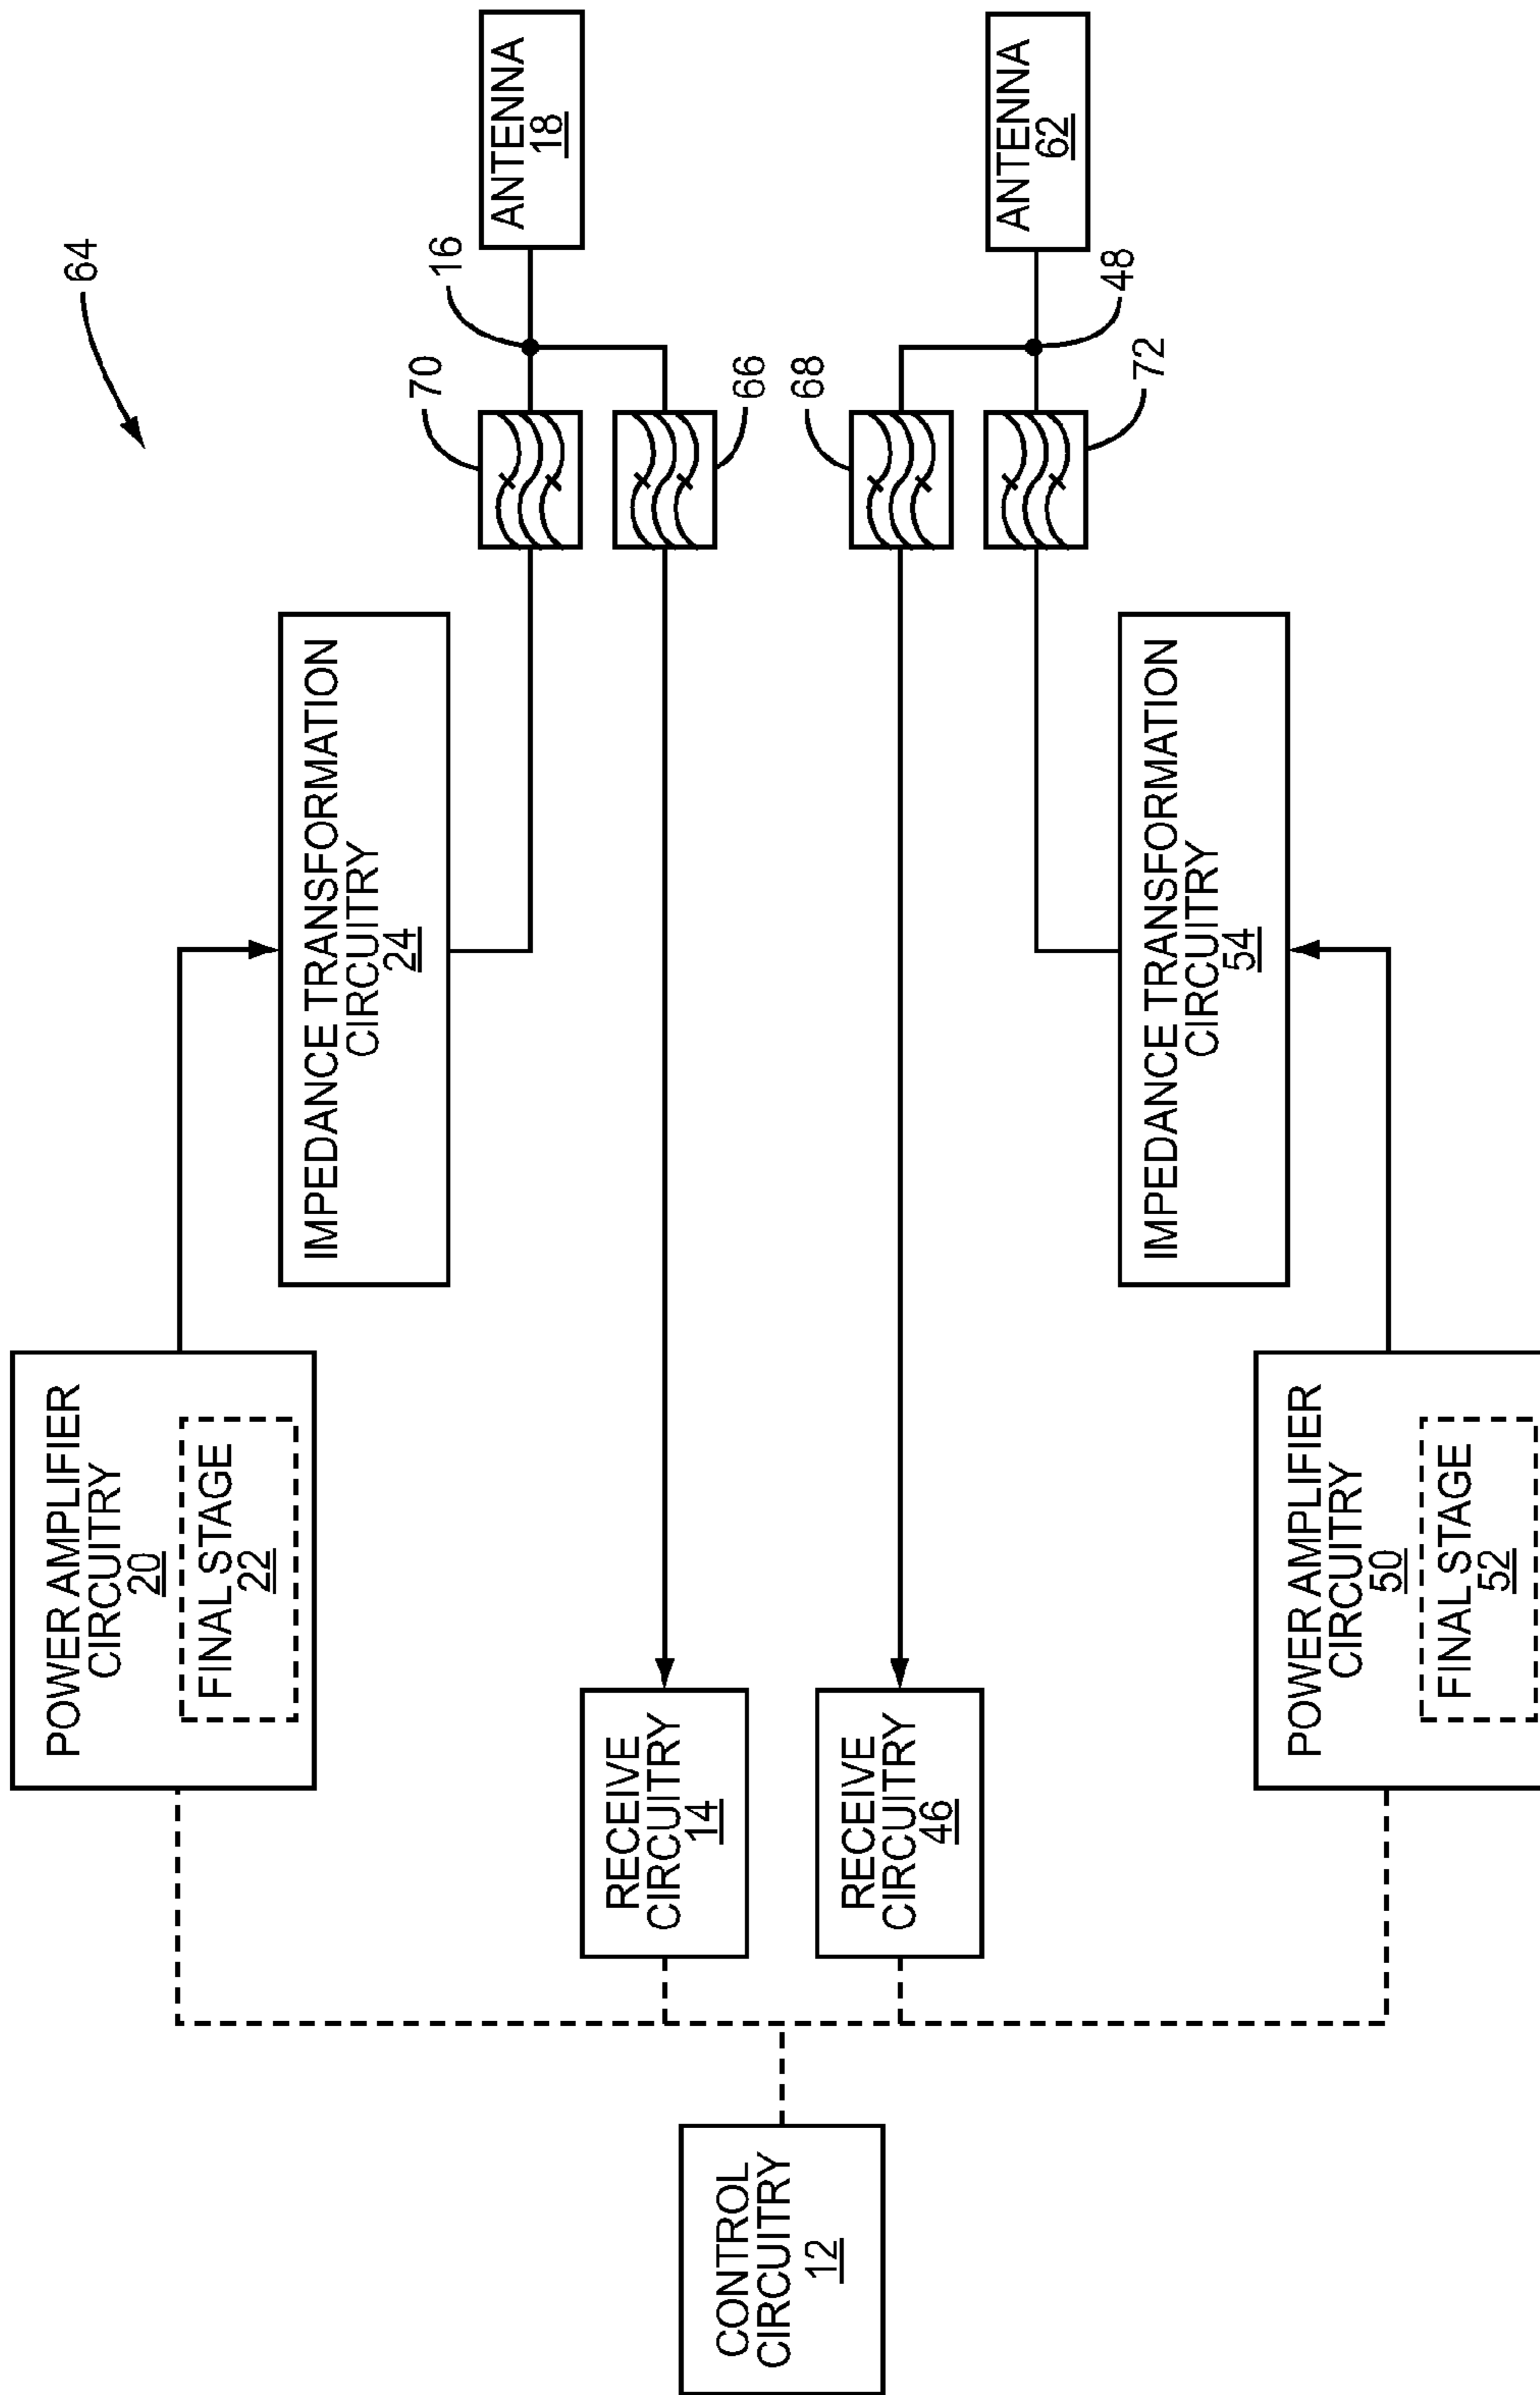 64
POWER AMPLIFIER
CIRCUITRY
20
FINAL STAGE
22
IMPEDANCE TRANSFORMATION
CIRCUITRY
24
70
16
ANTENNA
18
66
RECEIVE
CIRCUITRY
14
CONTROL
CIRCUITRY
12
RECEIVE
CIRCUITRY
46
68
48
ANTENNA
62
72
IMPEDANCE TRANSFORMATION
CIRCUITRY
54
POWER AMPLIFIER
CIRCUITRY
50
FINAL STAGE
52